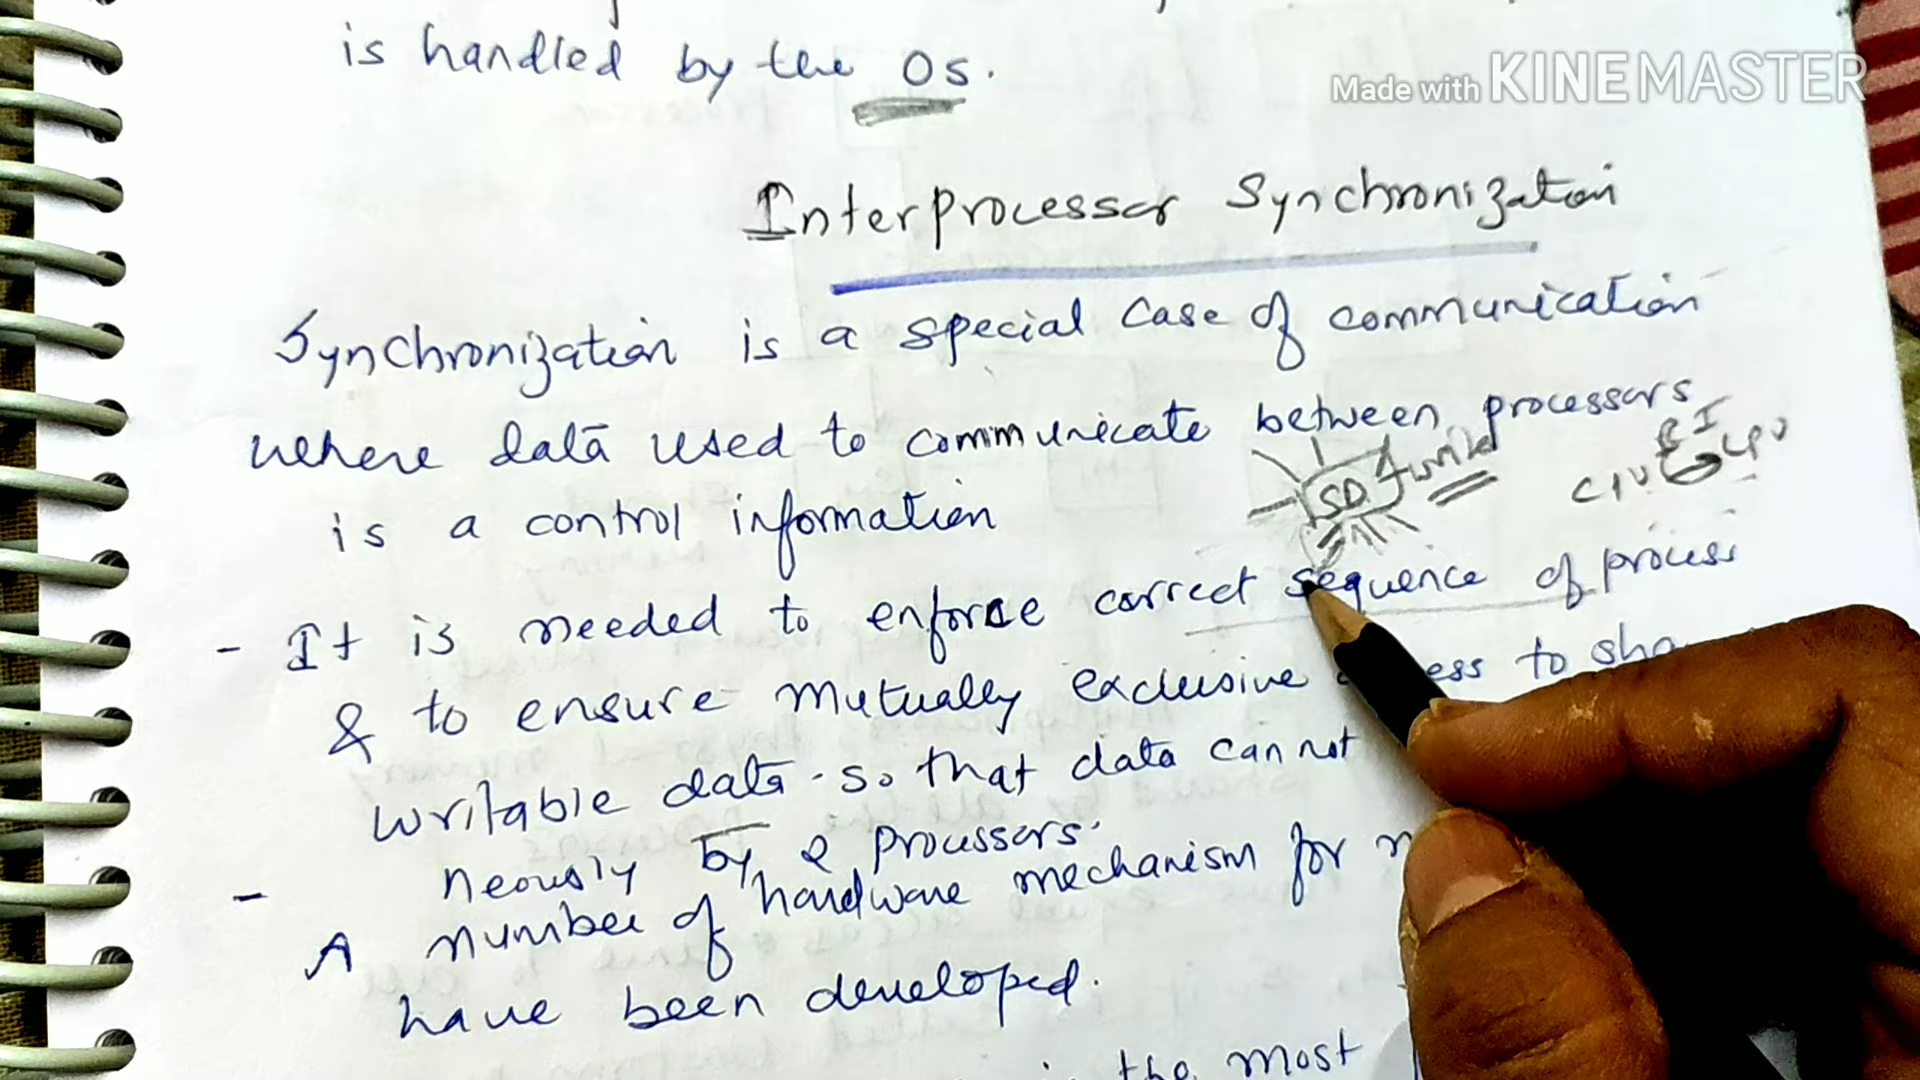 is handled by the OS.
Made with KINEMASTER
Interprocessor Synchronization
Synchronization is a special case of communication
where data used to communicate between processors
SD write
is a control information
- It is needed to enforce correct sequence of process
& to ensure mutually exclusive to
writable data. so that data can not
neously by 2 processors.
- A number of hardware mechanism for
have been developed.
the most